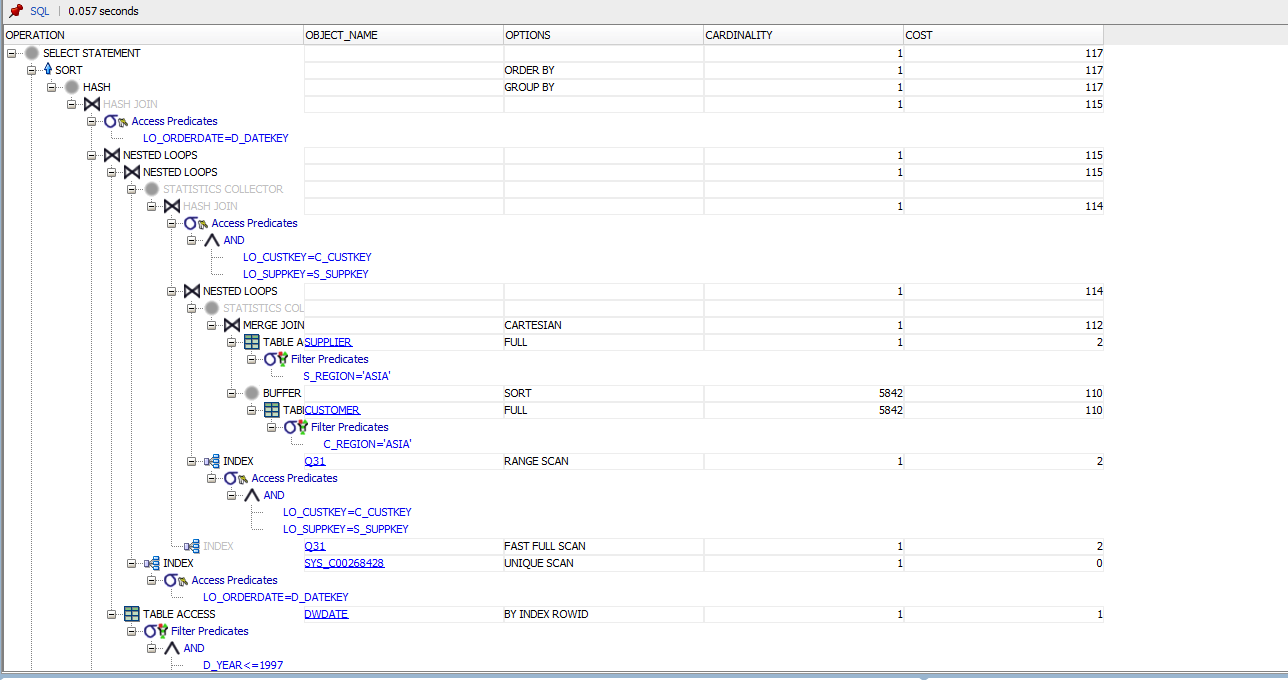 SQL | 0.057 seconds
OPERATION OBJECT_NAME OPTIONS CARDINALITY COST
SELECT STATEMENT 1 117
SORT ORDER BY 1 117
HASH GROUP BY 1 117
HASH JOIN 1 115
Access Predicates
LO_ORDERDATE=D_DATEKEY
NESTED LOOPS 1 115
NESTED LOOPS 1 115
STATISTICS COLLECTOR
HASH JOIN 1 114
Access Predicates
AND
LO_CUSTKEY=C_CUSTKEY
LO_SUPPKEY=S_SUPPKEY
NESTED LOOPS 1 114
STATISTICS COL
MERGE JOIN CARTESIAN 1 112
TABLE A SUPPLIER FULL 1 2
Filter Predicates
S_REGION='ASIA'
BUFFER SORT 5842 110
TABI CUSTOMER FULL 5842 110
Filter Predicates
C_REGION='ASIA'
INDEX Q31 RANGE SCAN 1 2
Access Predicates
AND
LO_CUSTKEY=C_CUSTKEY
LO_SUPPKEY=S_SUPPKEY
INDEX Q31 FAST FULL SCAN 1 2
INDEX SYS_C00268428 UNIQUE SCAN 1 0
Access Predicates
LO_ORDERDATE=D_DATEKEY
TABLE ACCESS DWDATE BY INDEX ROWID 1 1
Filter Predicates
AND
D_YEAR<=1997